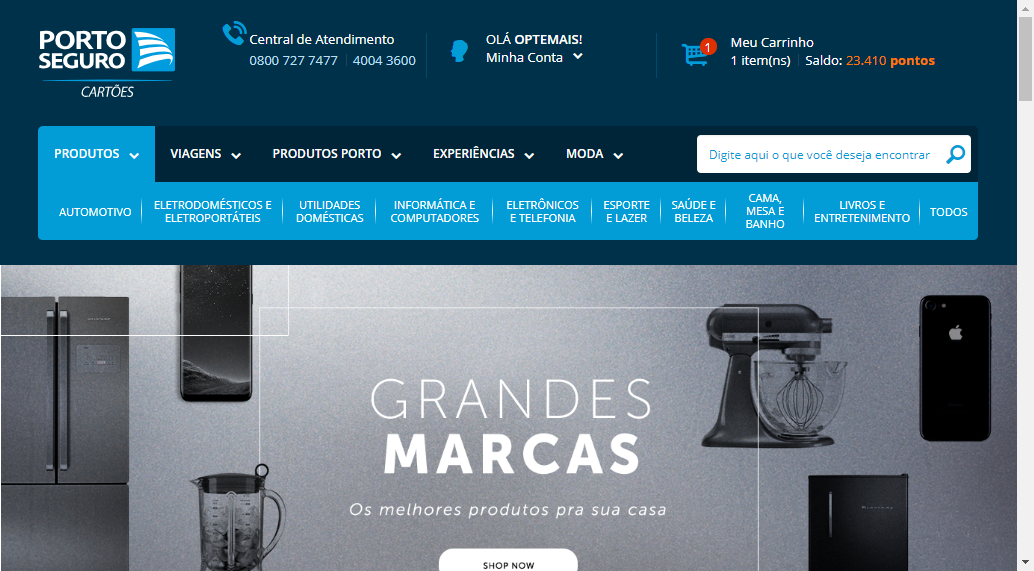 PORTO
SEGURO
CARTÕES
Central de Atendimento
0800 727 7477 4004 3600
OLÁ OPTEMAIS!
Minha Conta
1
Meu Carrinho
1 item(ns) Saldo: 23.410 pontos
PRODUTOS VIAGENS PRODUTOS PORTO EXPERIÊNCIAS MODA
Digite aqui o que você deseja encontrar
AUTOMOTIVO
ELETRODOMÉSTICOS E
ELETROPORTÁTEIS
UTILIDADES
DOMÉSTICAS
INFORMÁTICA E
COMPUTADORES
ELETRÔNICOS
E TELEFONIA
ESPORTE
E LAZER
SAÚDE E
BELEZA
CAMA,
MESA E
BANHO
LIVROS E
ENTRETENIMENTO
TODOS
GRANDES
MARCAS
Os melhores produtos pra sua casa
SHOP NOW